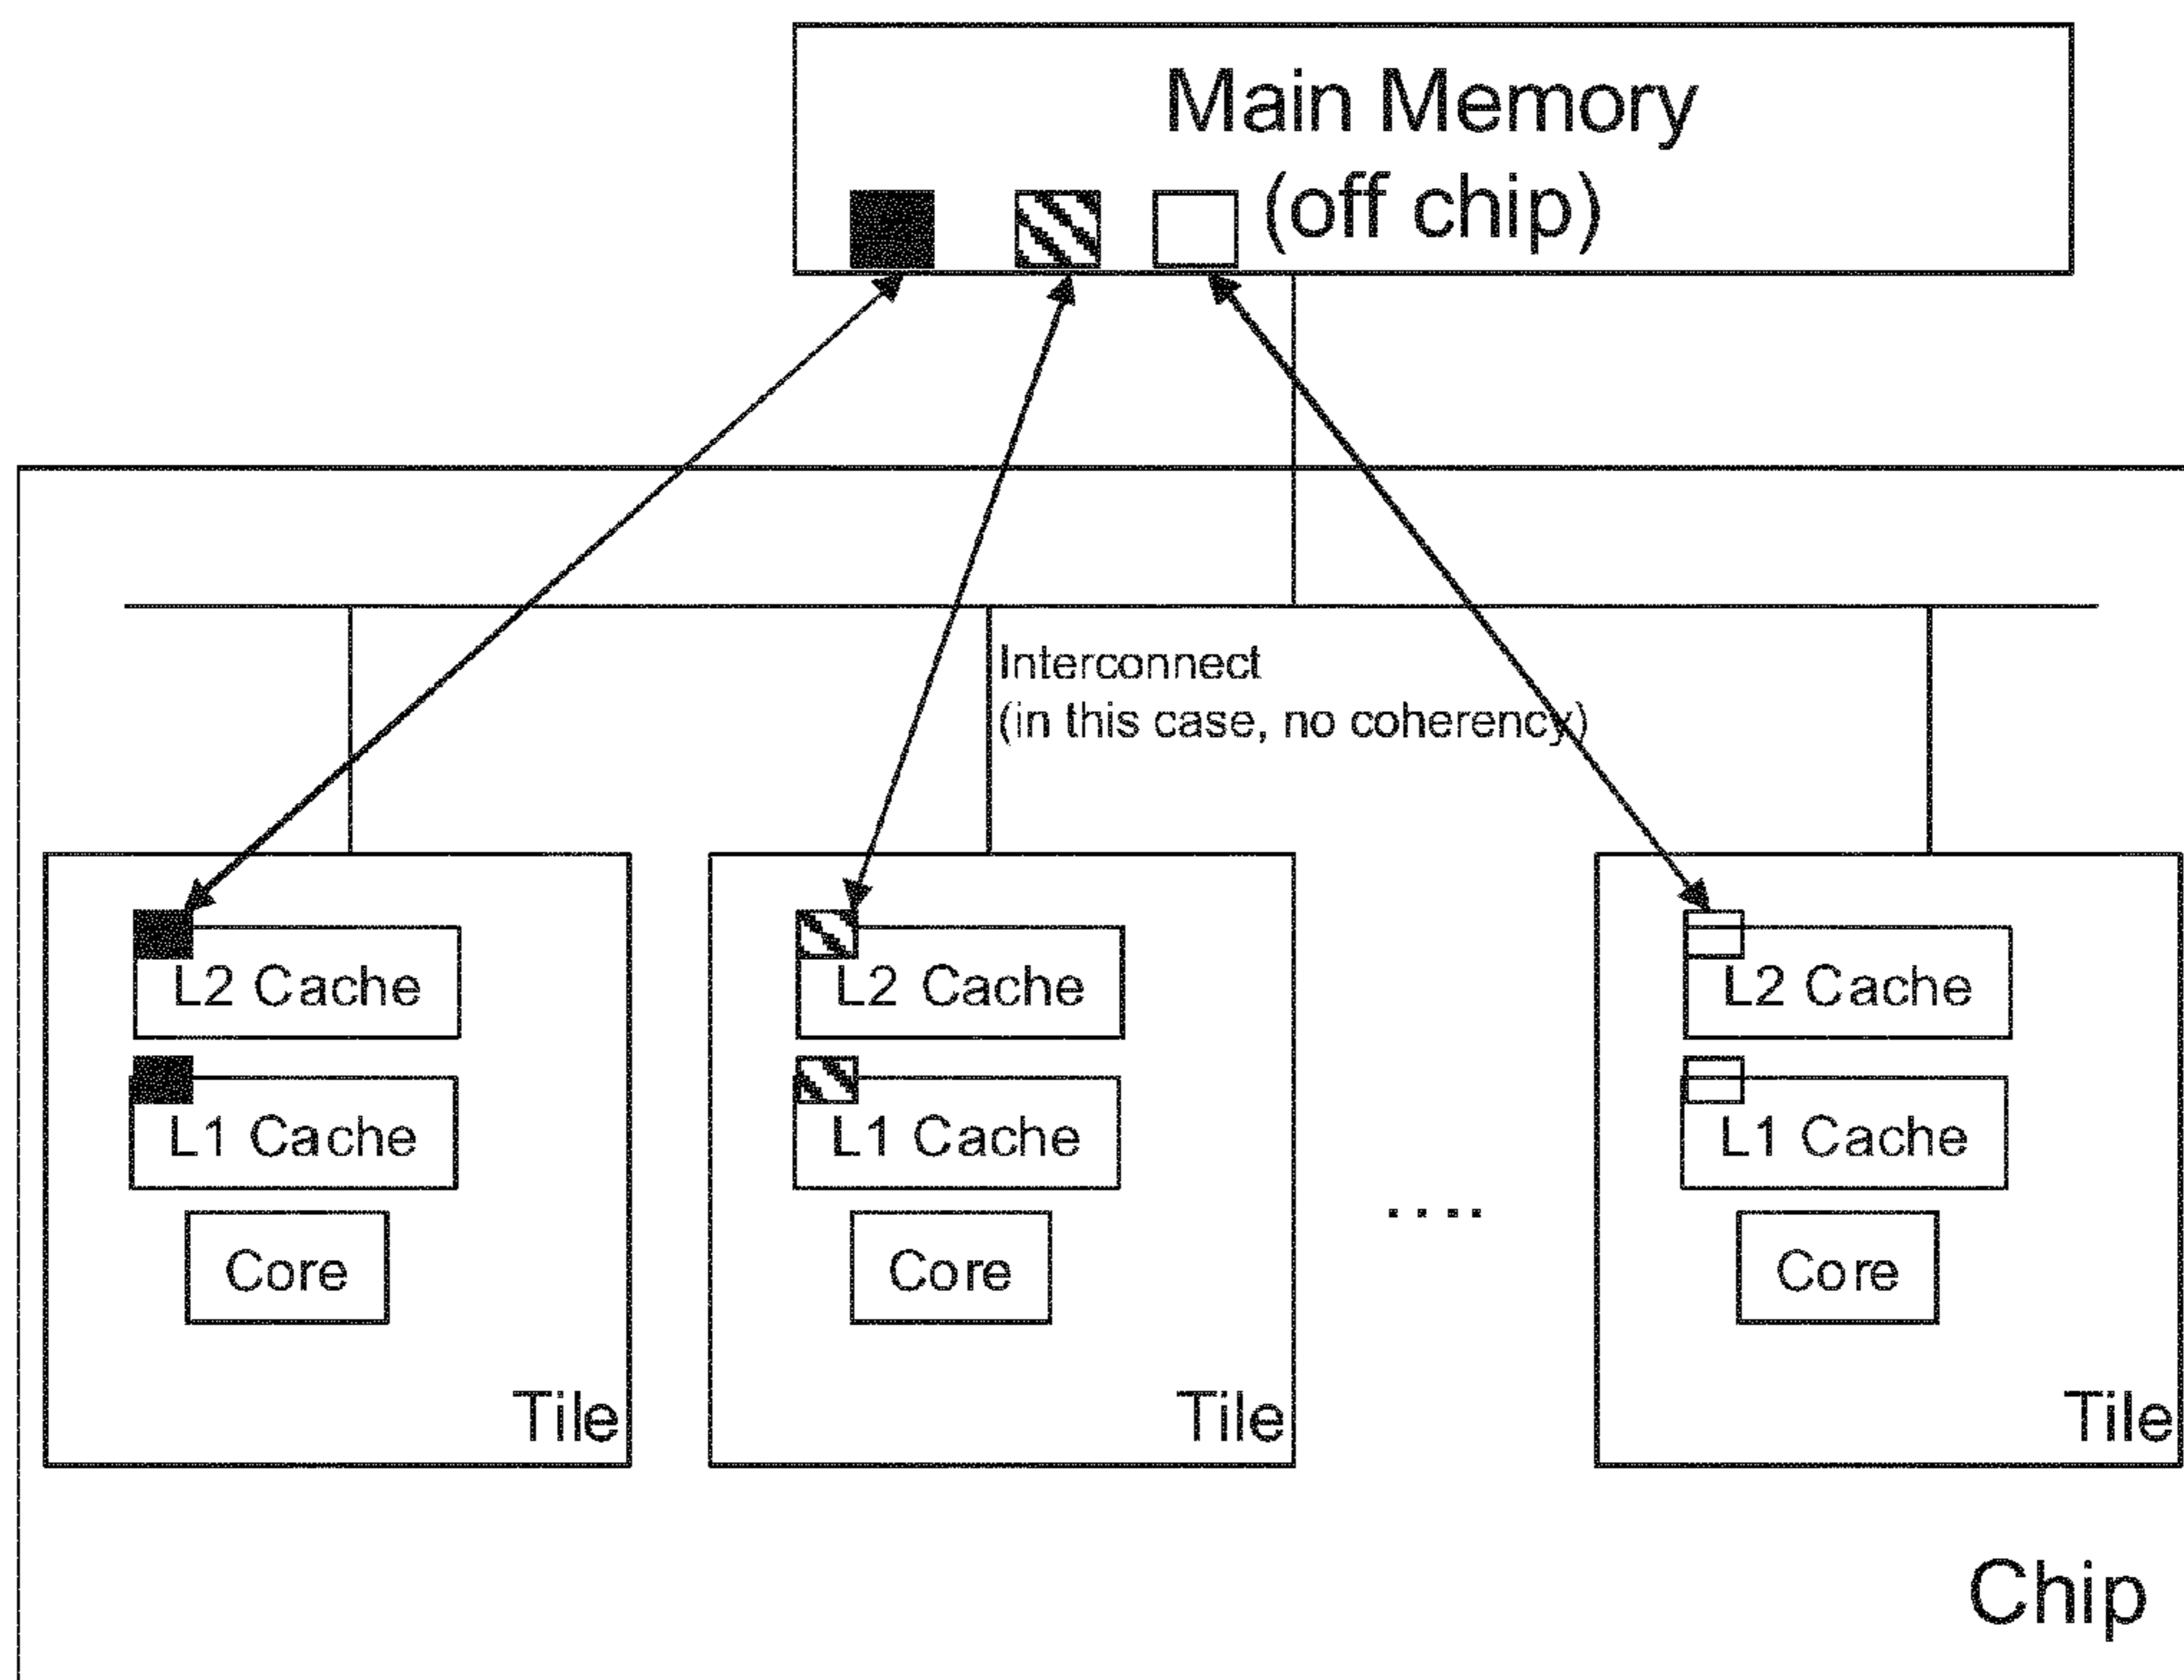 Main Memory
(off chip)
Interconnect
(in this case, no coherency)
L2 Cache
L1 Cache
Core
Tile
L2 Cache
L1 Cache
Core
Tile
....
L2 Cache
L1 Cache
Core
Tile
Chip